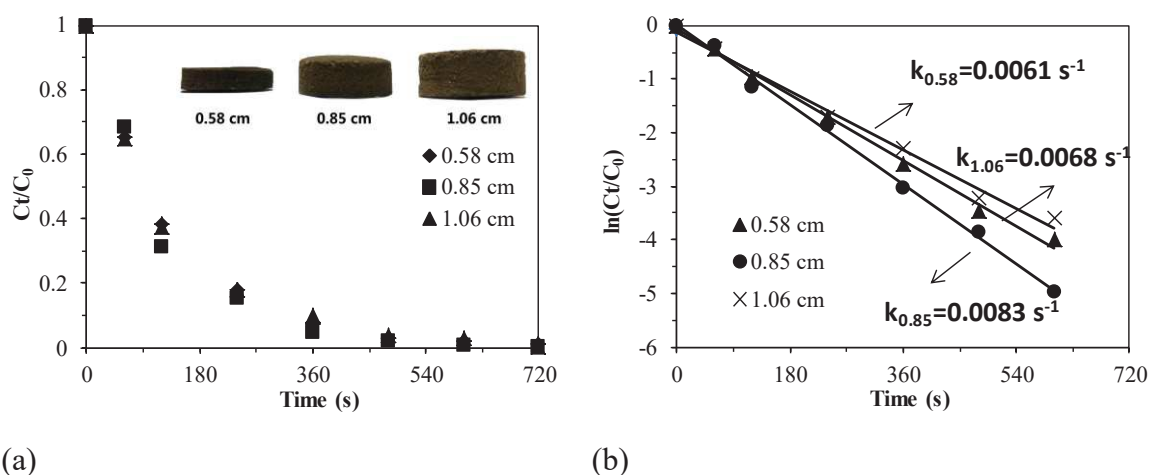 1
0.8
0.6
0.4
0.2
0
Ct/C0
0.58 cm
0.85 cm
1.06 cm
0.58 cm
0.85 cm
1.06 cm
0
180
360
540
720
Time (s)
(a)
0
-1
-2
-3
-4
-5
-6
ln(Ct/C0)
k0.58=0.0061 s-1
k1.06=0.0068 s-1
k0.85=0.0083 s-1
0.58 cm
0.85 cm
1.06 cm
0
180
360
540
720
Time (s)
(b)